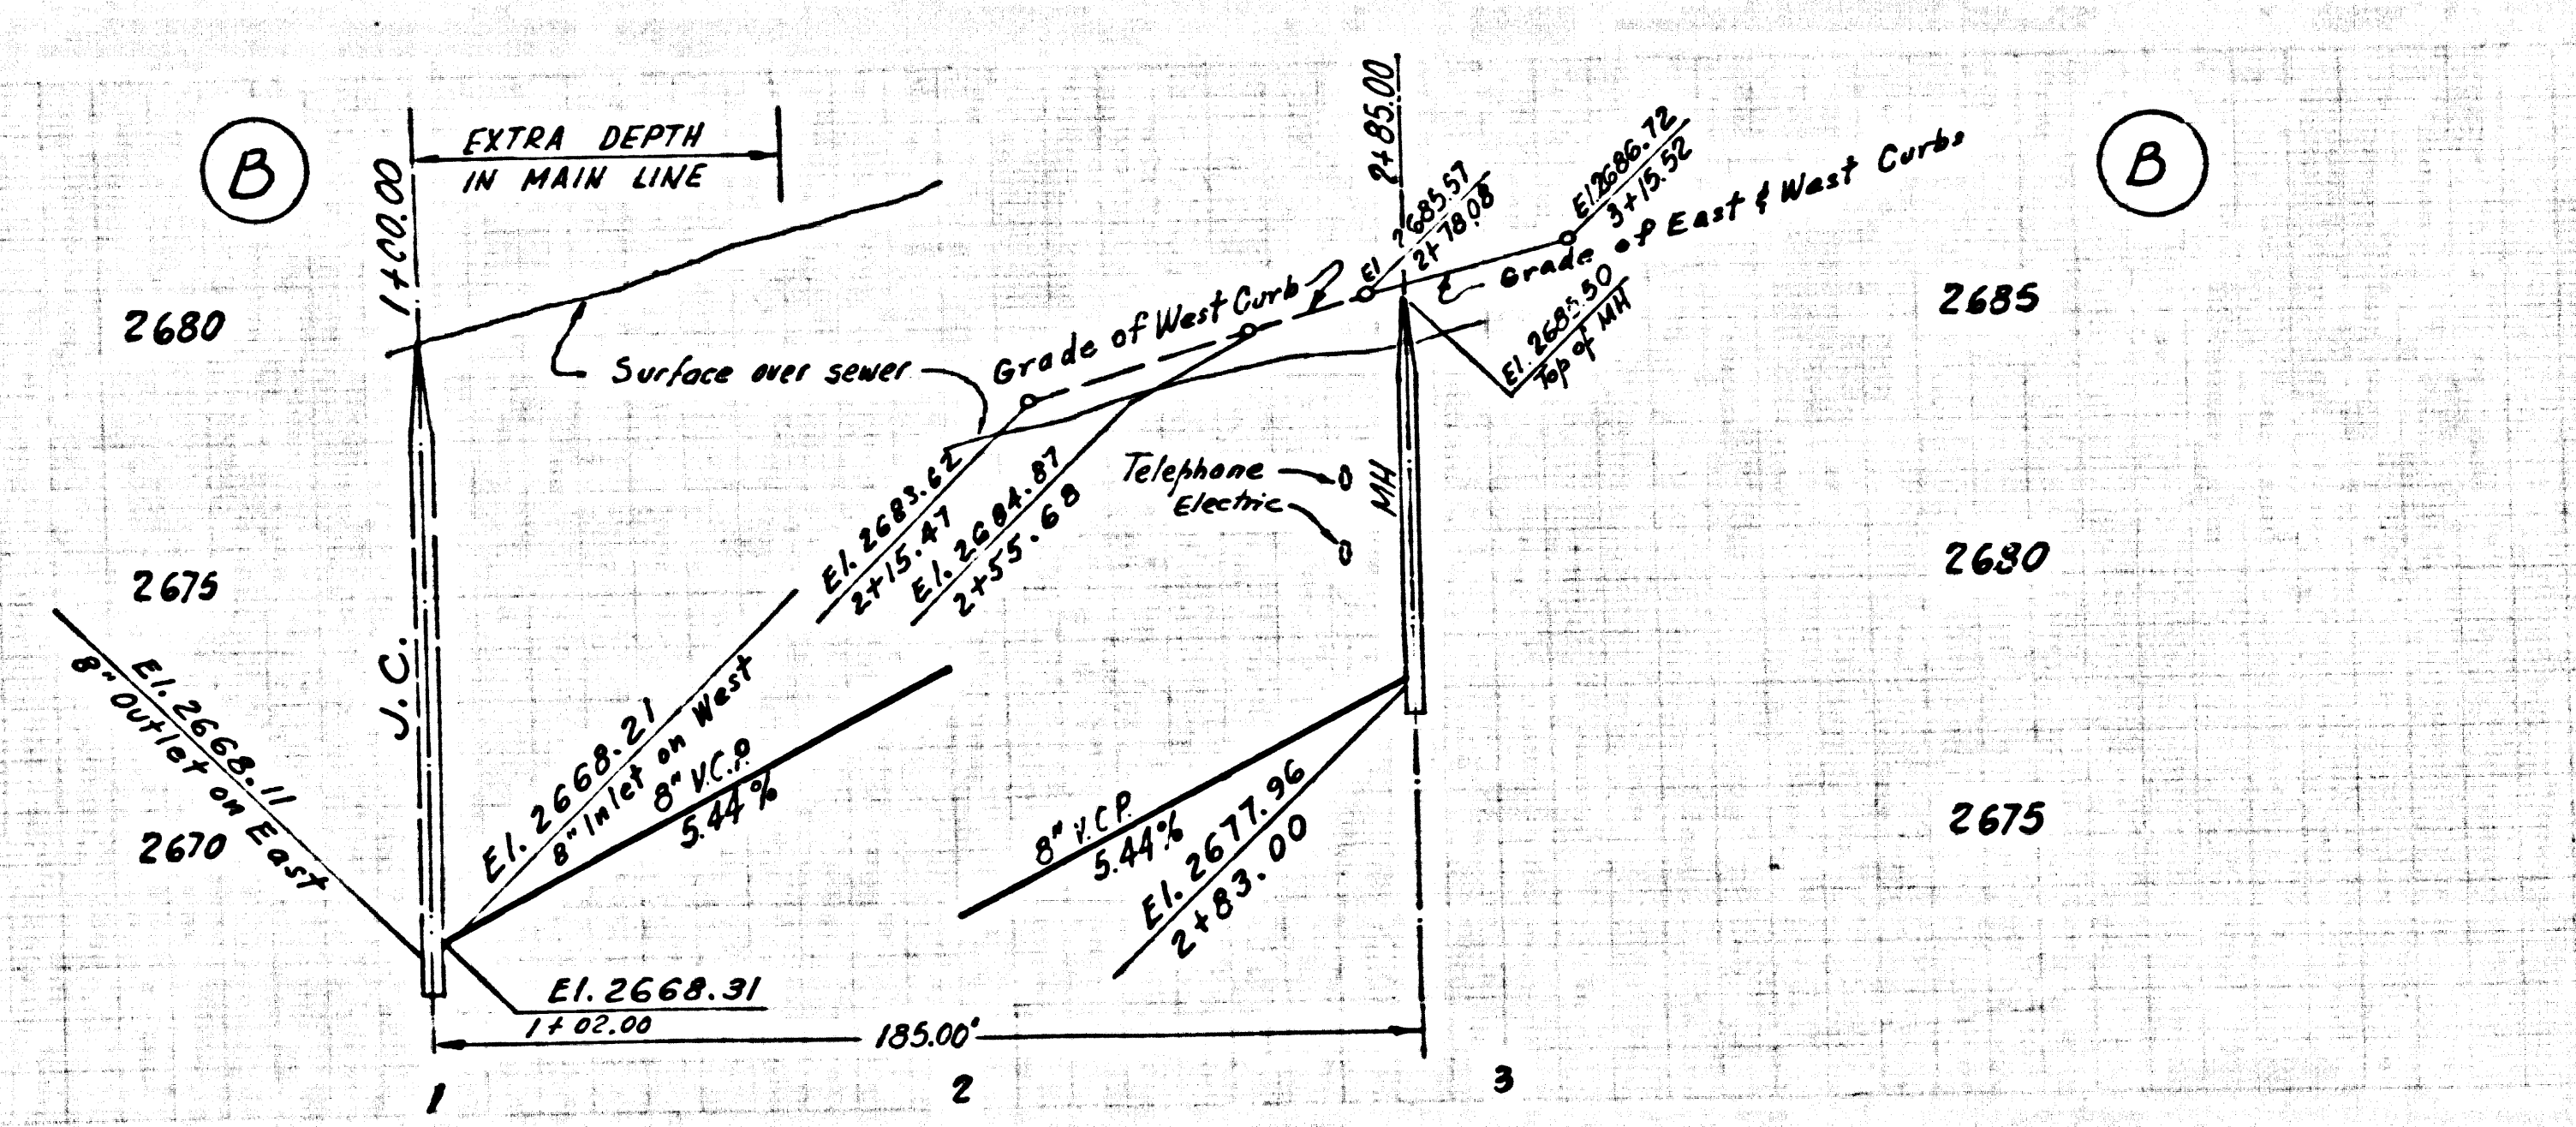 B
EXTRA DEPTH
IN MAIN LINE
1+00.00
2+85.00
El 2685.57
2+78.08
El 2686.72
3+15.52
Grade of East & West Curbs
B
2680
2685
Surface over sewer
Grade of West Curb
El. 2685.50
Top of MH
El. 2683.62
2+15.47
El. 2684.87
2+55.68
Telephone
Electric
MH
2675
2680
J.C.
El. 2668.11
8" Outlet on East
El. 2668.21
8" Inlet on West
8" V.C.P.
5.44%
2670
2675
8" V.C.P.
5.44%
El. 2677.96
2+83.00
El. 2668.31
1+02.00
185.00'
1
2
3